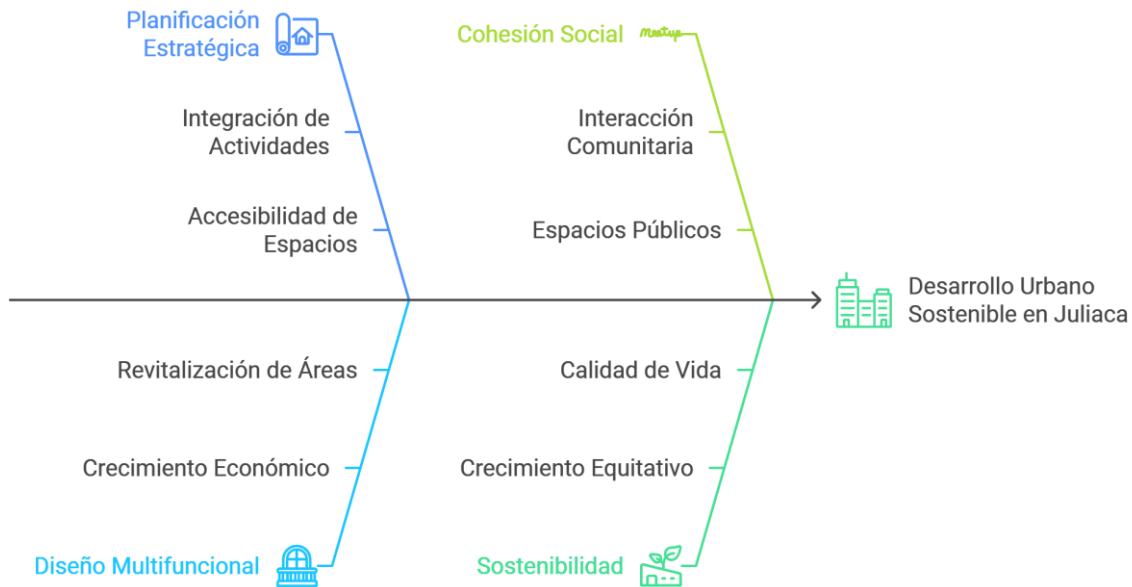 Planificación
Estratégica
Integración de
Actividades
Accesibilidad de
Espacios
Cohesión Social
meetup
Interacción
Comunitaria
Espacios Públicos
Desarrollo Urbano
Sostenible en Juliaca
Revitalización de Áreas
Crecimiento Económico
Diseño Multifuncional
Calidad de Vida
Crecimiento Equitativo
Sostenibilidad